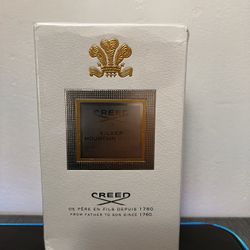 CREED
SILVER
MOUNTAIN
CREED
DE PÈRE EN FILS DEPUIS 1760
FROM FATHER TO SON SINCE 1760